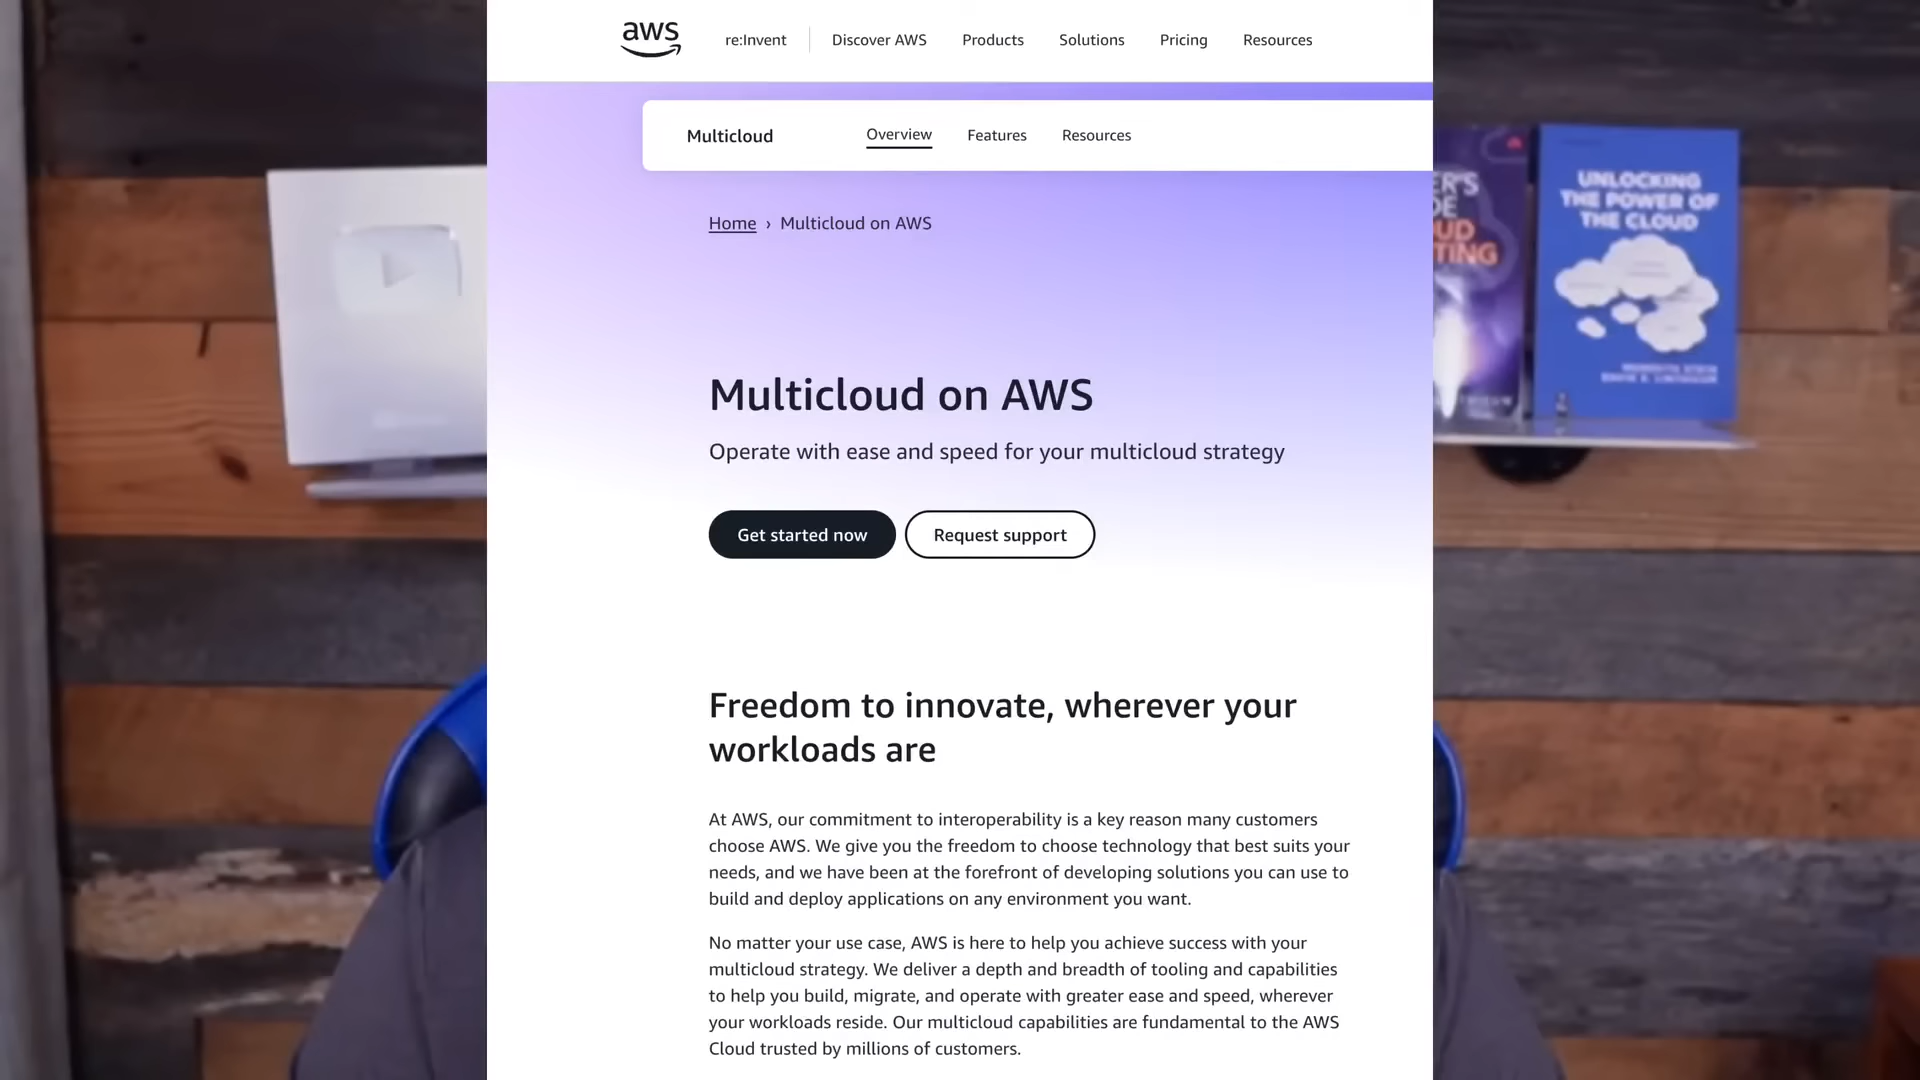 aws
re:Invent
Discover AWS
Products
Solutions
Pricing
Resources
Multicloud
Overview
Features
Resources
Home › Multicloud on AWS
Multicloud on AWS
Operate with ease and speed for your multicloud strategy
Get started now
Request support
Freedom to innovate, wherever your
workloads are
At AWS, our commitment to interoperability is a key reason many customers
choose AWS. We give you the freedom to choose technology that best suits your
needs, and we have been at the forefront of developing solutions you can use to
build and deploy applications on any environment you want.
No matter your use case, AWS is here to help you achieve success with your
multicloud strategy. We deliver a depth and breadth of tooling and capabilities
to help you build, migrate, and operate with greater ease and speed, wherever
your workloads reside. Our multicloud capabilities are fundamental to the AWS
Cloud trusted by millions of customers.
ER'S
DE
UD
TING
UNLOCKING
THE POWER OF
THE CLOUD